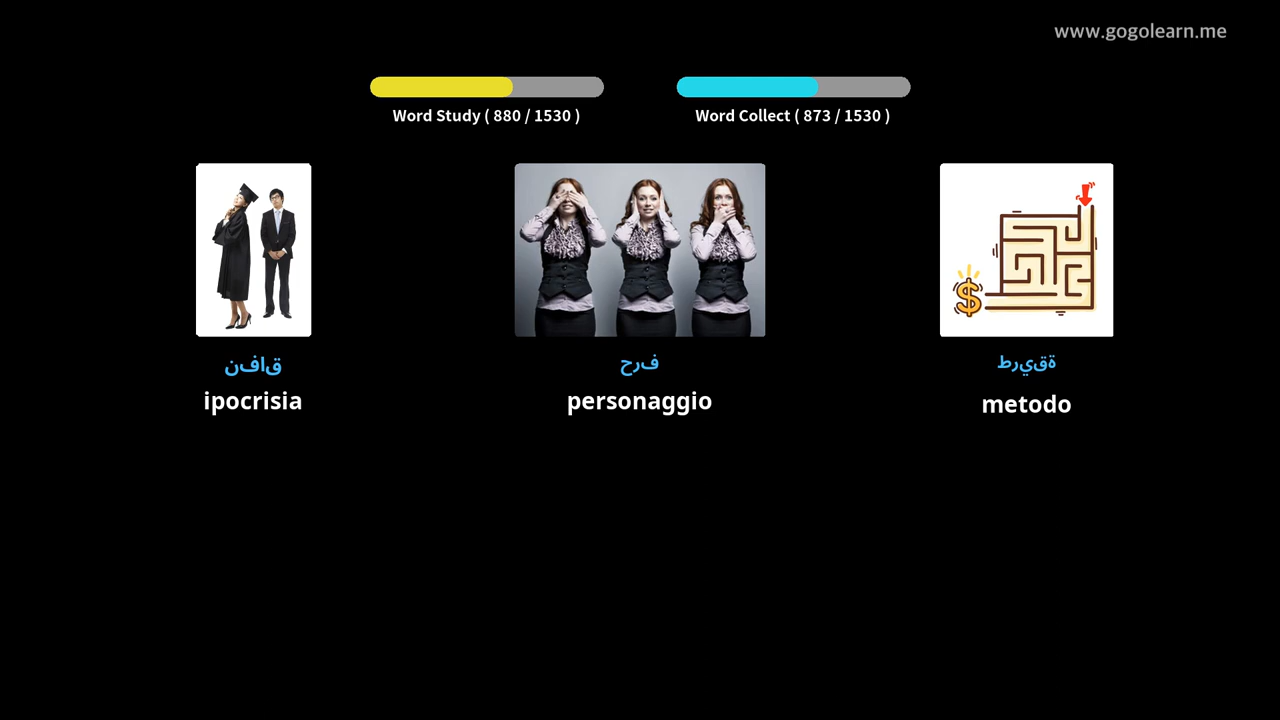 www.gogolearn.me
Word Study ( 880 / 1530 )
Word Collect ( 873 / 1530 )
قافن
ipocrisia
فرح
personaggio
ةقيرط
metodo